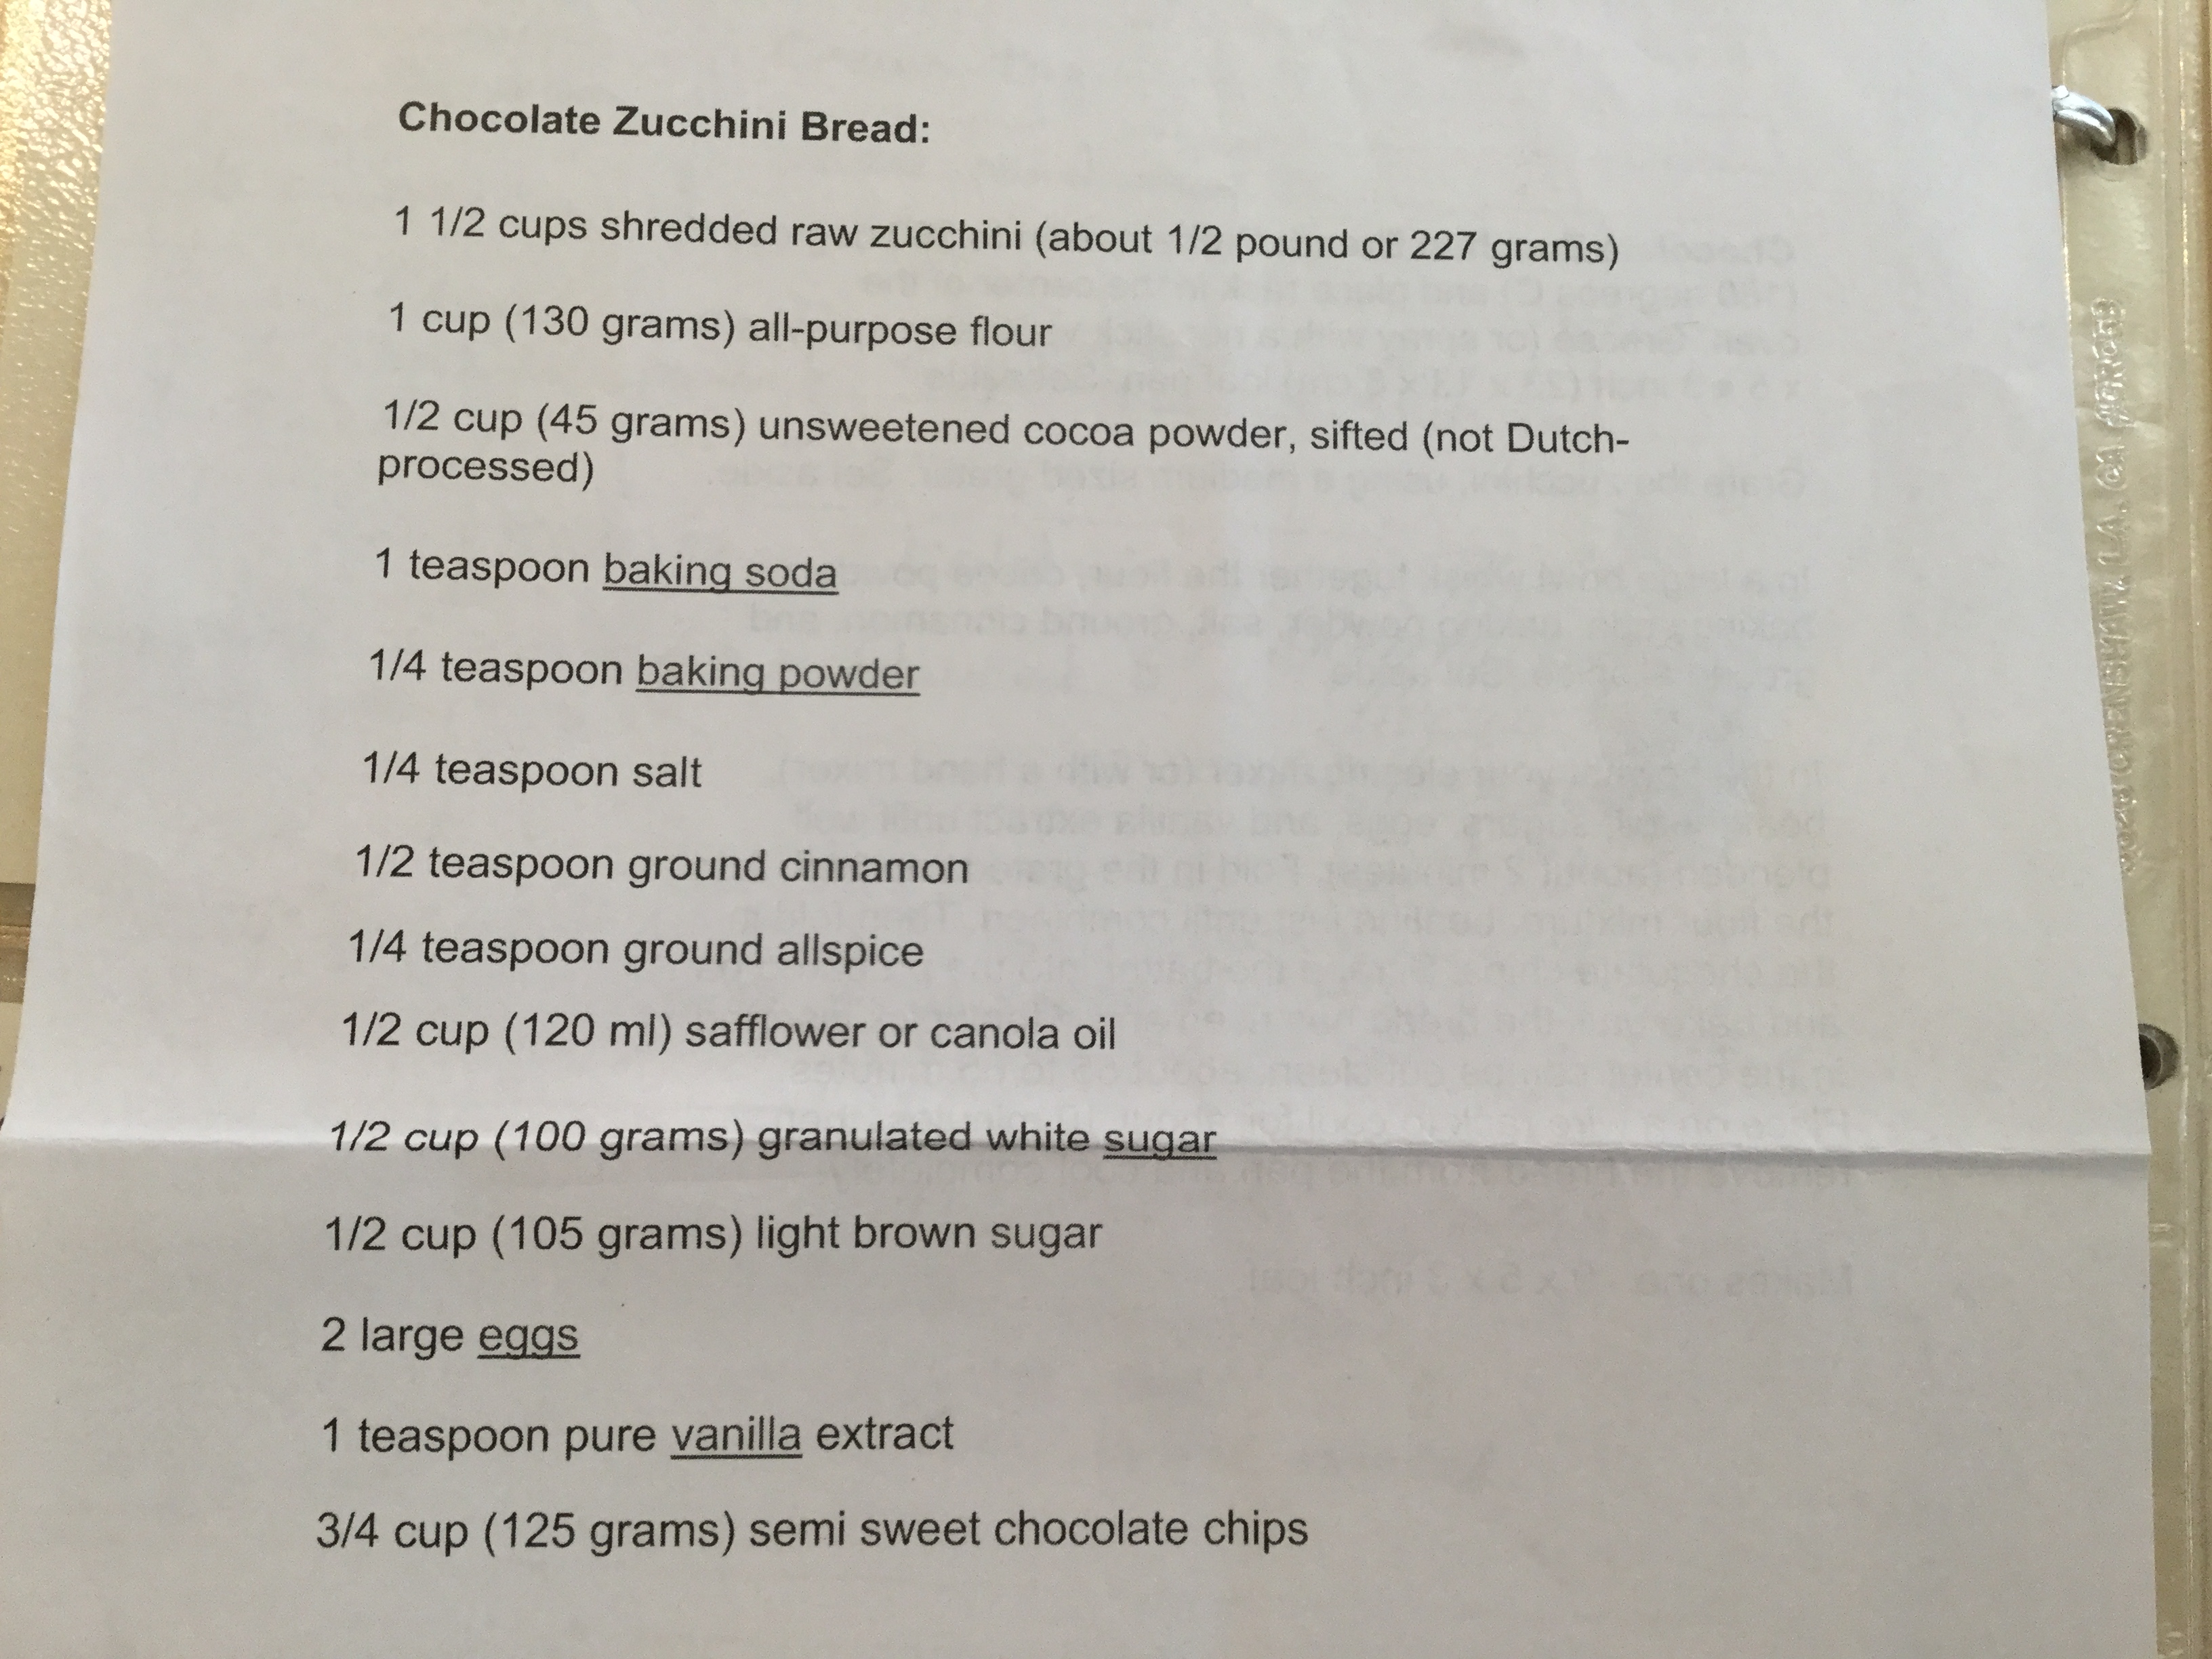 Chocolate Zucchini Bread:
1 1/2 cups shredded raw zucchini (about 1/2 pound or 227 grams)
1 cup (130 grams) all-purpose flour
1/2 cup (45 grams) unsweetened cocoa powder, sifted (not Dutch-
processed)
1 teaspoon baking soda
1/4 teaspoon baking powder
1/4 teaspoon salt
1/2 teaspoon ground cinnamon
1/4 teaspoon ground allspice
1/2 cup (120 ml) safflower or canola oil
1/2 cup (100 grams) granulated white sugar
1/2 cup (105 grams) light brown sugar
2 large eggs
1 teaspoon pure vanilla extract
3/4 cup (125 grams) semi sweet chocolate chips